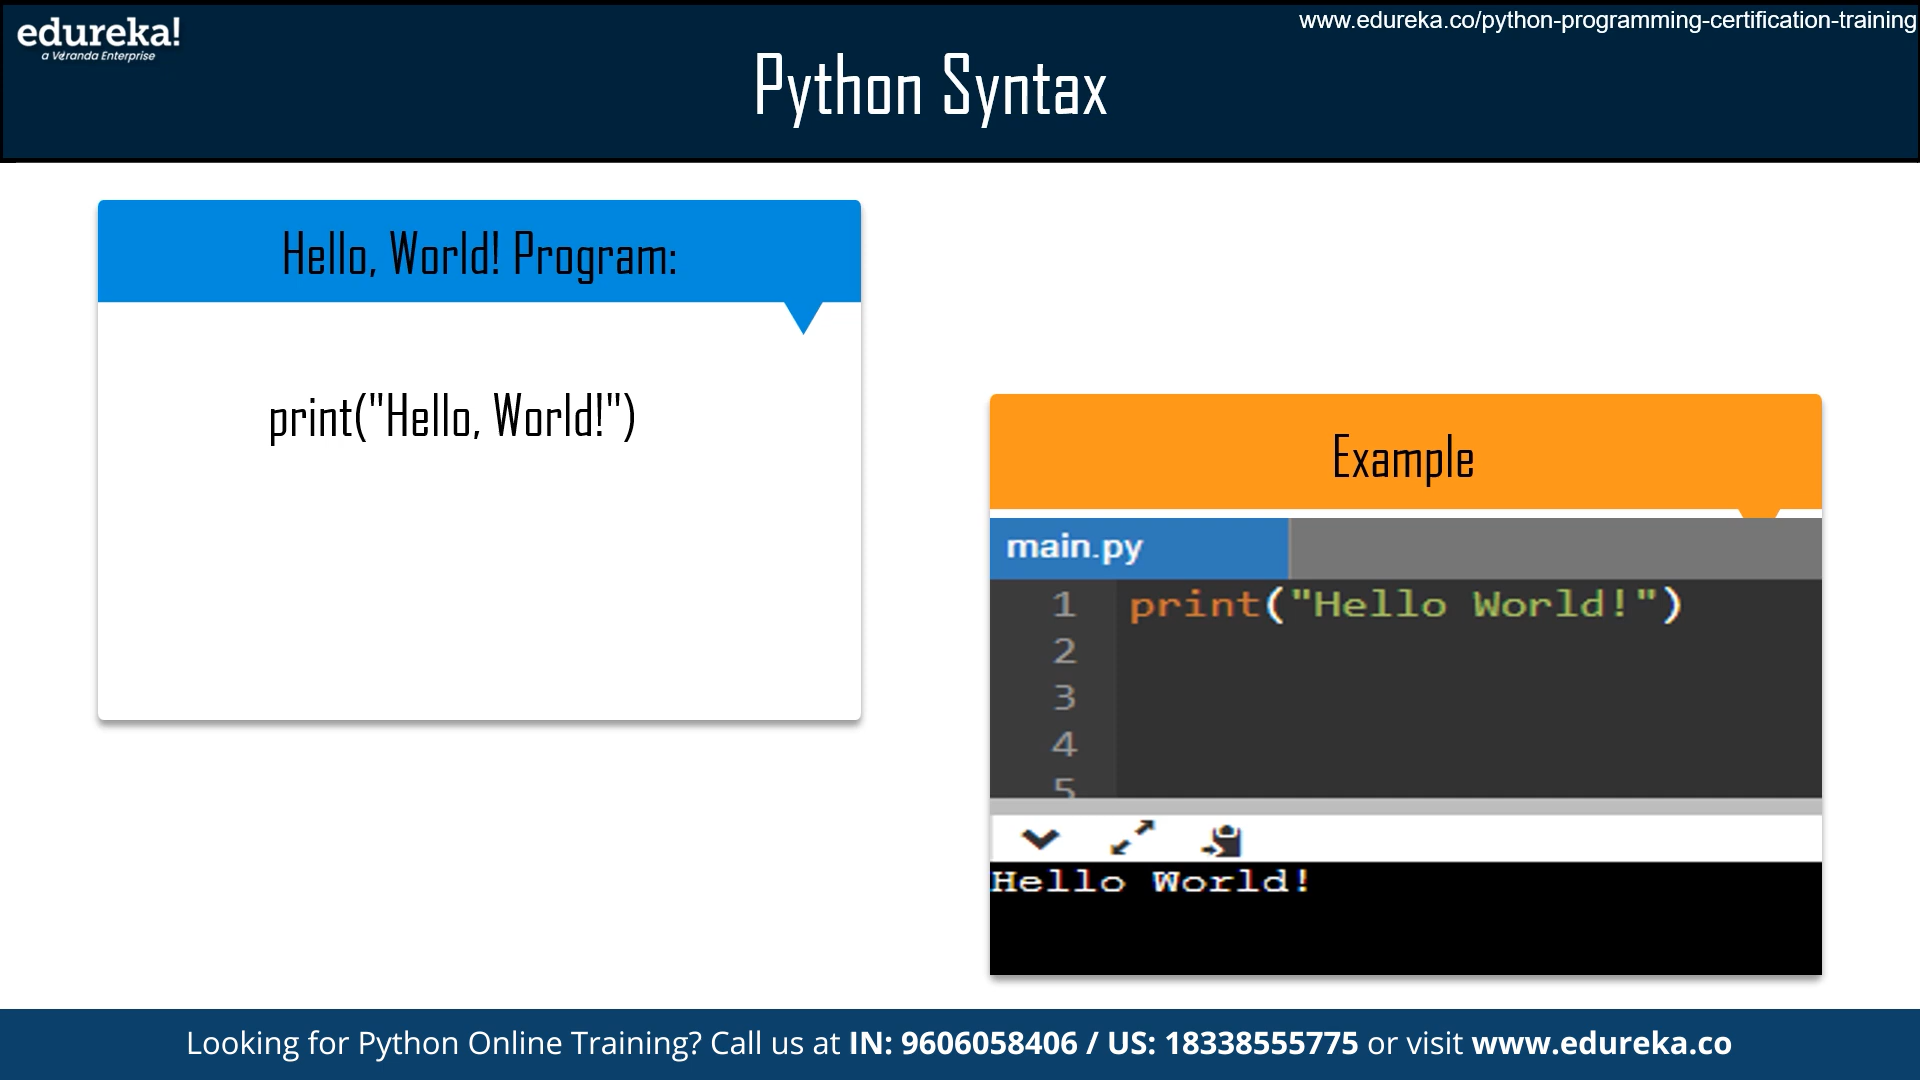 edureka!
a Veranda Enterprise
www.edureka.co/python-programming-certification-training
Python Syntax
Hello, World! Program:
print("Hello, World!")
Example
main.py
1 print("Hello World!")
2
3
4
5
Hello World!
Looking for Python Online Training? Call us at IN: 9606058406 / US: 18338555775 or visit www.edureka.co